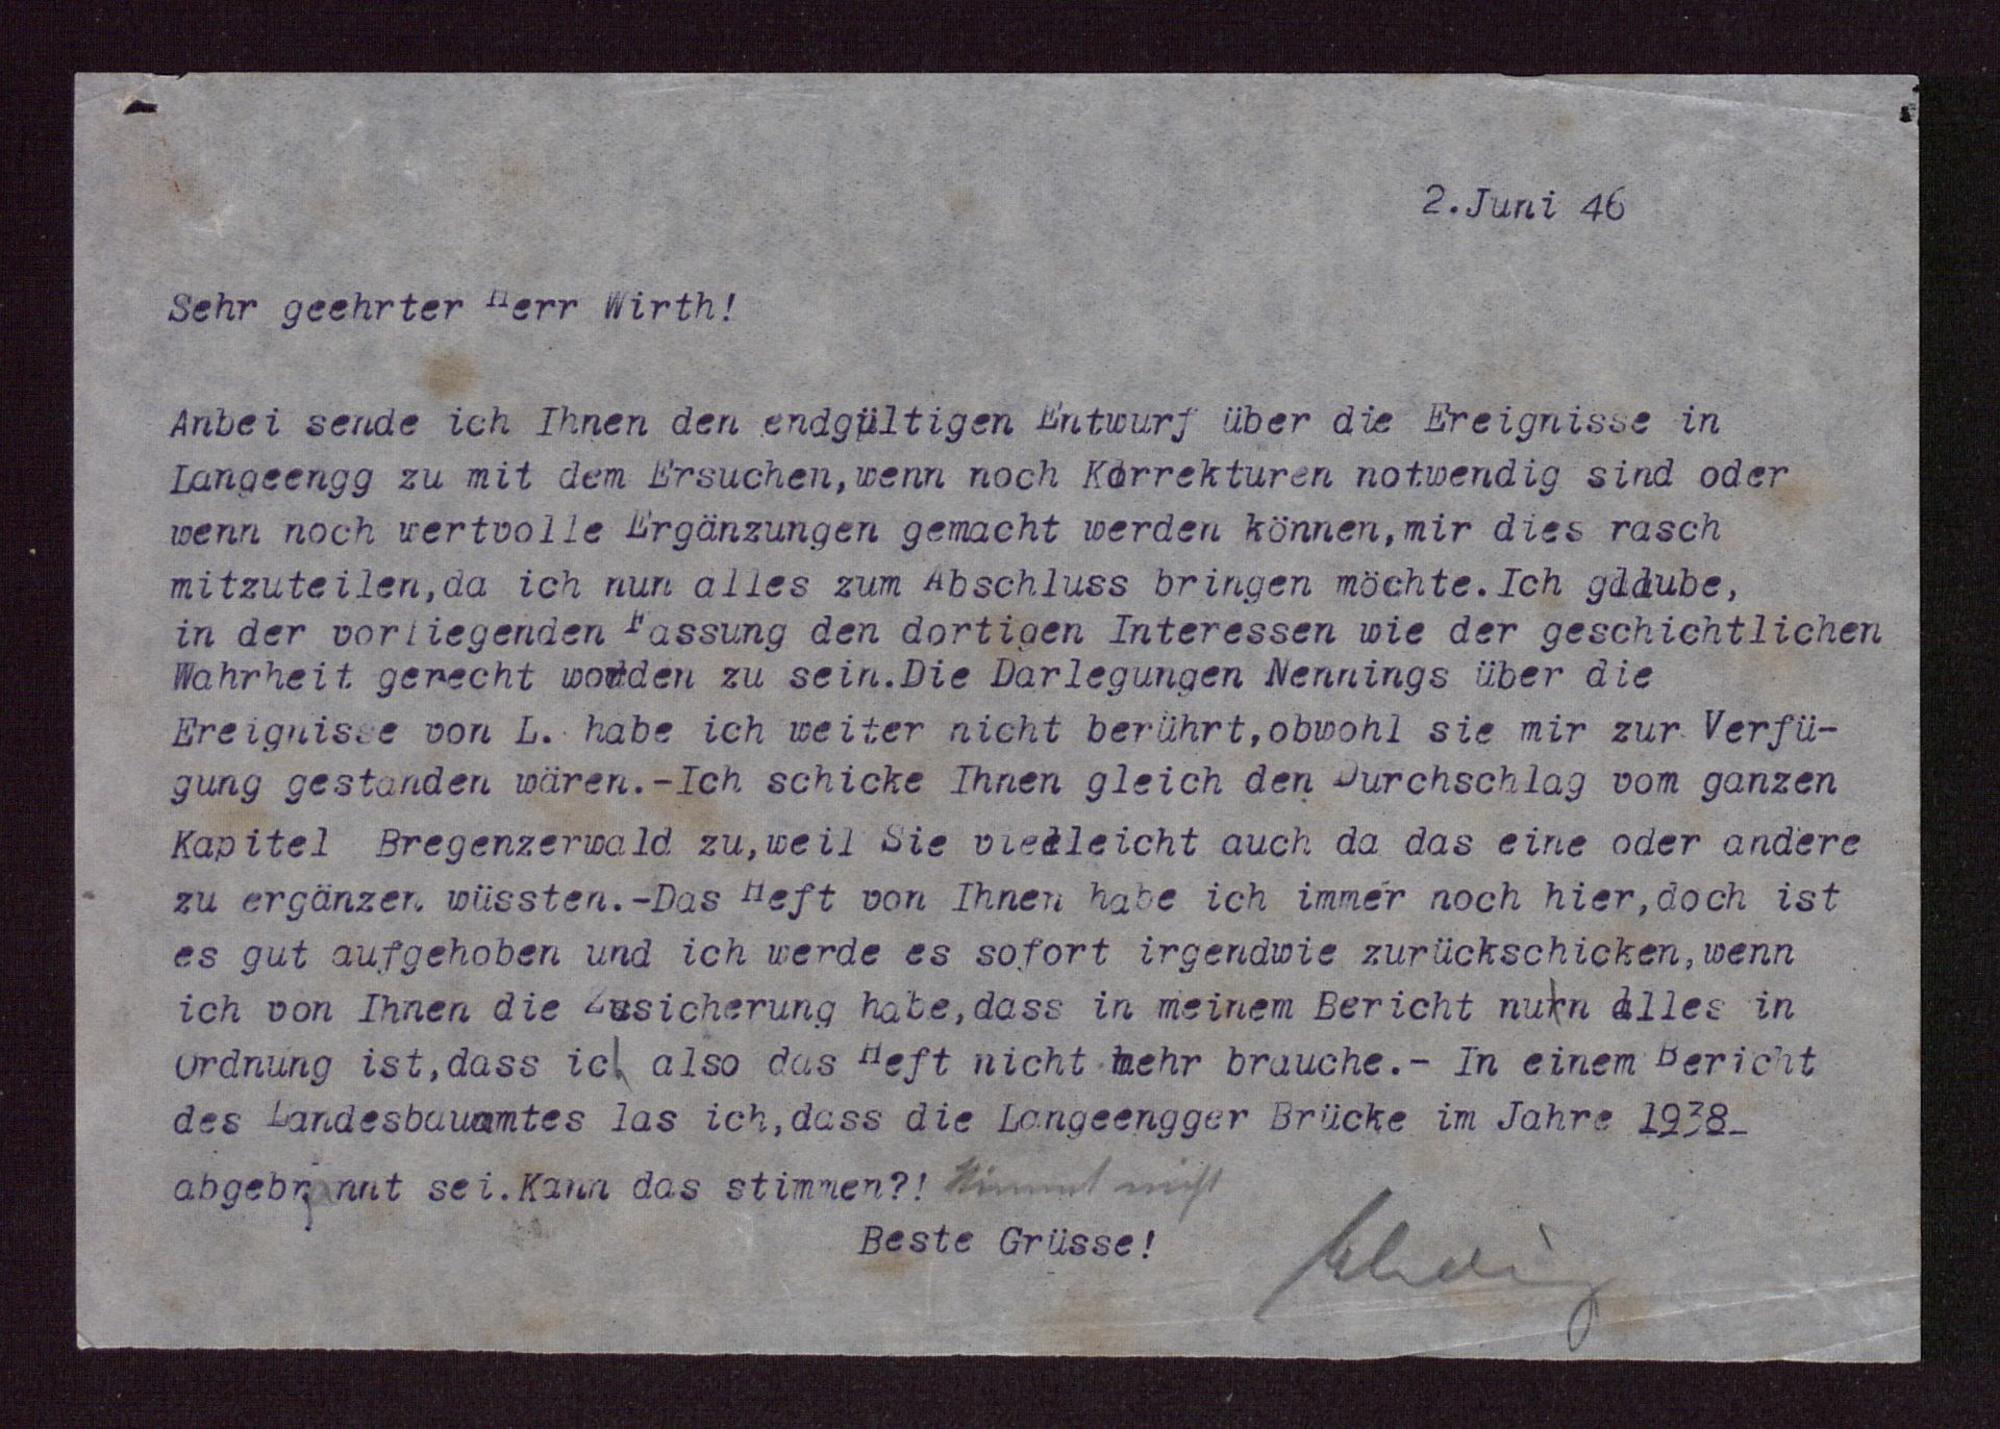 2.Juni 46
Sehr geehrter Herr Wirth!
Anbei sende ich Ihnen den endgültigen Entwurf über die Ereignisse in
Langeengg zu mit dem Ersuchen,wenn noch Korrekturen notwendig sind oder
wenn noch wertvolle Ergänzungen gemacht werden können,mir dies rasch
mitzuteilen,da ich nun alles zum Abschluss bringen möchte.Ich glaube,
in der vorliegenden Fassung den dortigen Interessen wie der geschichtlichen
Wahrheit gerecht worden zu sein.Die Darlegungen Nennings über die
Ereignisse von L. habe ich weiter nicht berührt,obwohl sie mir zur Verfü-
gung gestanden wären.-Ich schicke Ihnen gleich den Durchschlag vom ganzen
Kapitel Bregenzerwald zu,weil Sie vielleicht auch da das eine oder andere
zu ergänzen wüssten.-Das Heft von Ihnen habe ich immer noch hier,doch ist
es gut aufgehoben und ich werde es sofort irgendwie zurückschicken,wenn
ich von Ihnen die Zusicherung habe,dass in meinem Bericht nun alles in
Ordnung ist,dass ich also das Heft nicht mehr brauche.- In einem Bericht
des Landesbauamtes las ich,dass die Langeengger Brücke im Jahre 1938
abgebrannt sei.Kann das stimmen?! Stimmt nicht
Beste Grüsse!